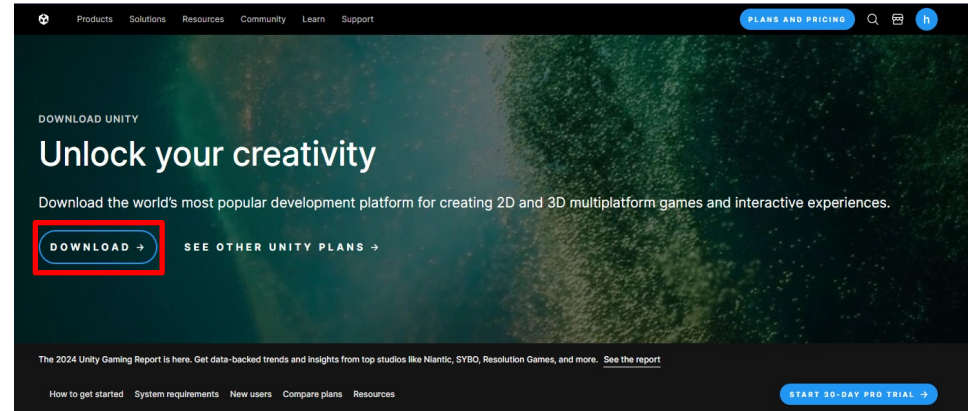 Products Solutions Resources Community Learn Support PLANS AND PRICING h
DOWNLOAD UNITY
Unlock your creativity
Download the world's most popular development platform for creating 2D and 3D multiplatform games and interactive experiences.
DOWNLOAD → SEE OTHER UNITY PLANS →
The 2024 Unity Gaming Report is here. Get data-backed trends and insights from top studios like Niantic, SYBO, Resolution Games, and more. See the report
How to get started System requirements New users Compare plans Resources START 30-DAY PRO TRIAL →